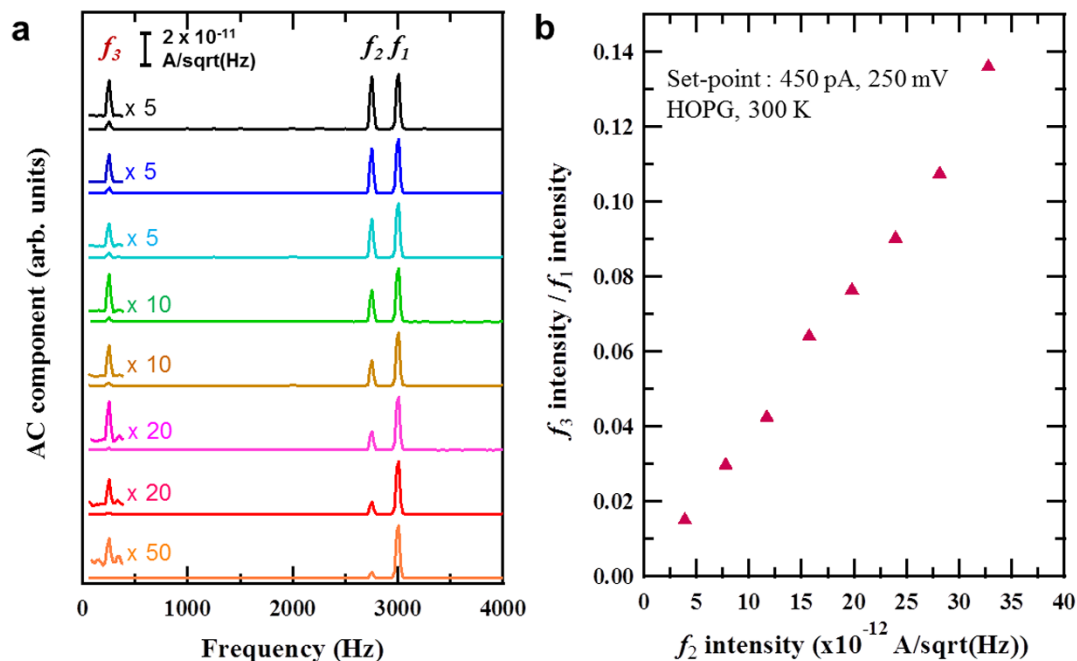 a
f3
2 x 10-11
A/sqrt(Hz)
f2 f1
x 5
x 5
x 5
x 10
x 10
x 20
x 20
x 50
AC component (arb. units)
0 1000 2000 3000 4000
Frequency (Hz)
b
Set-point : 450 pA, 250 mV
HOPG, 300 K
0.14
0.12
0.10
0.08
0.06
0.04
0.02
0.00
f3 intensity / f1 intensity
0 5 10 15 20 25 30 35 40
f2 intensity (x10-12 A/sqrt(Hz))